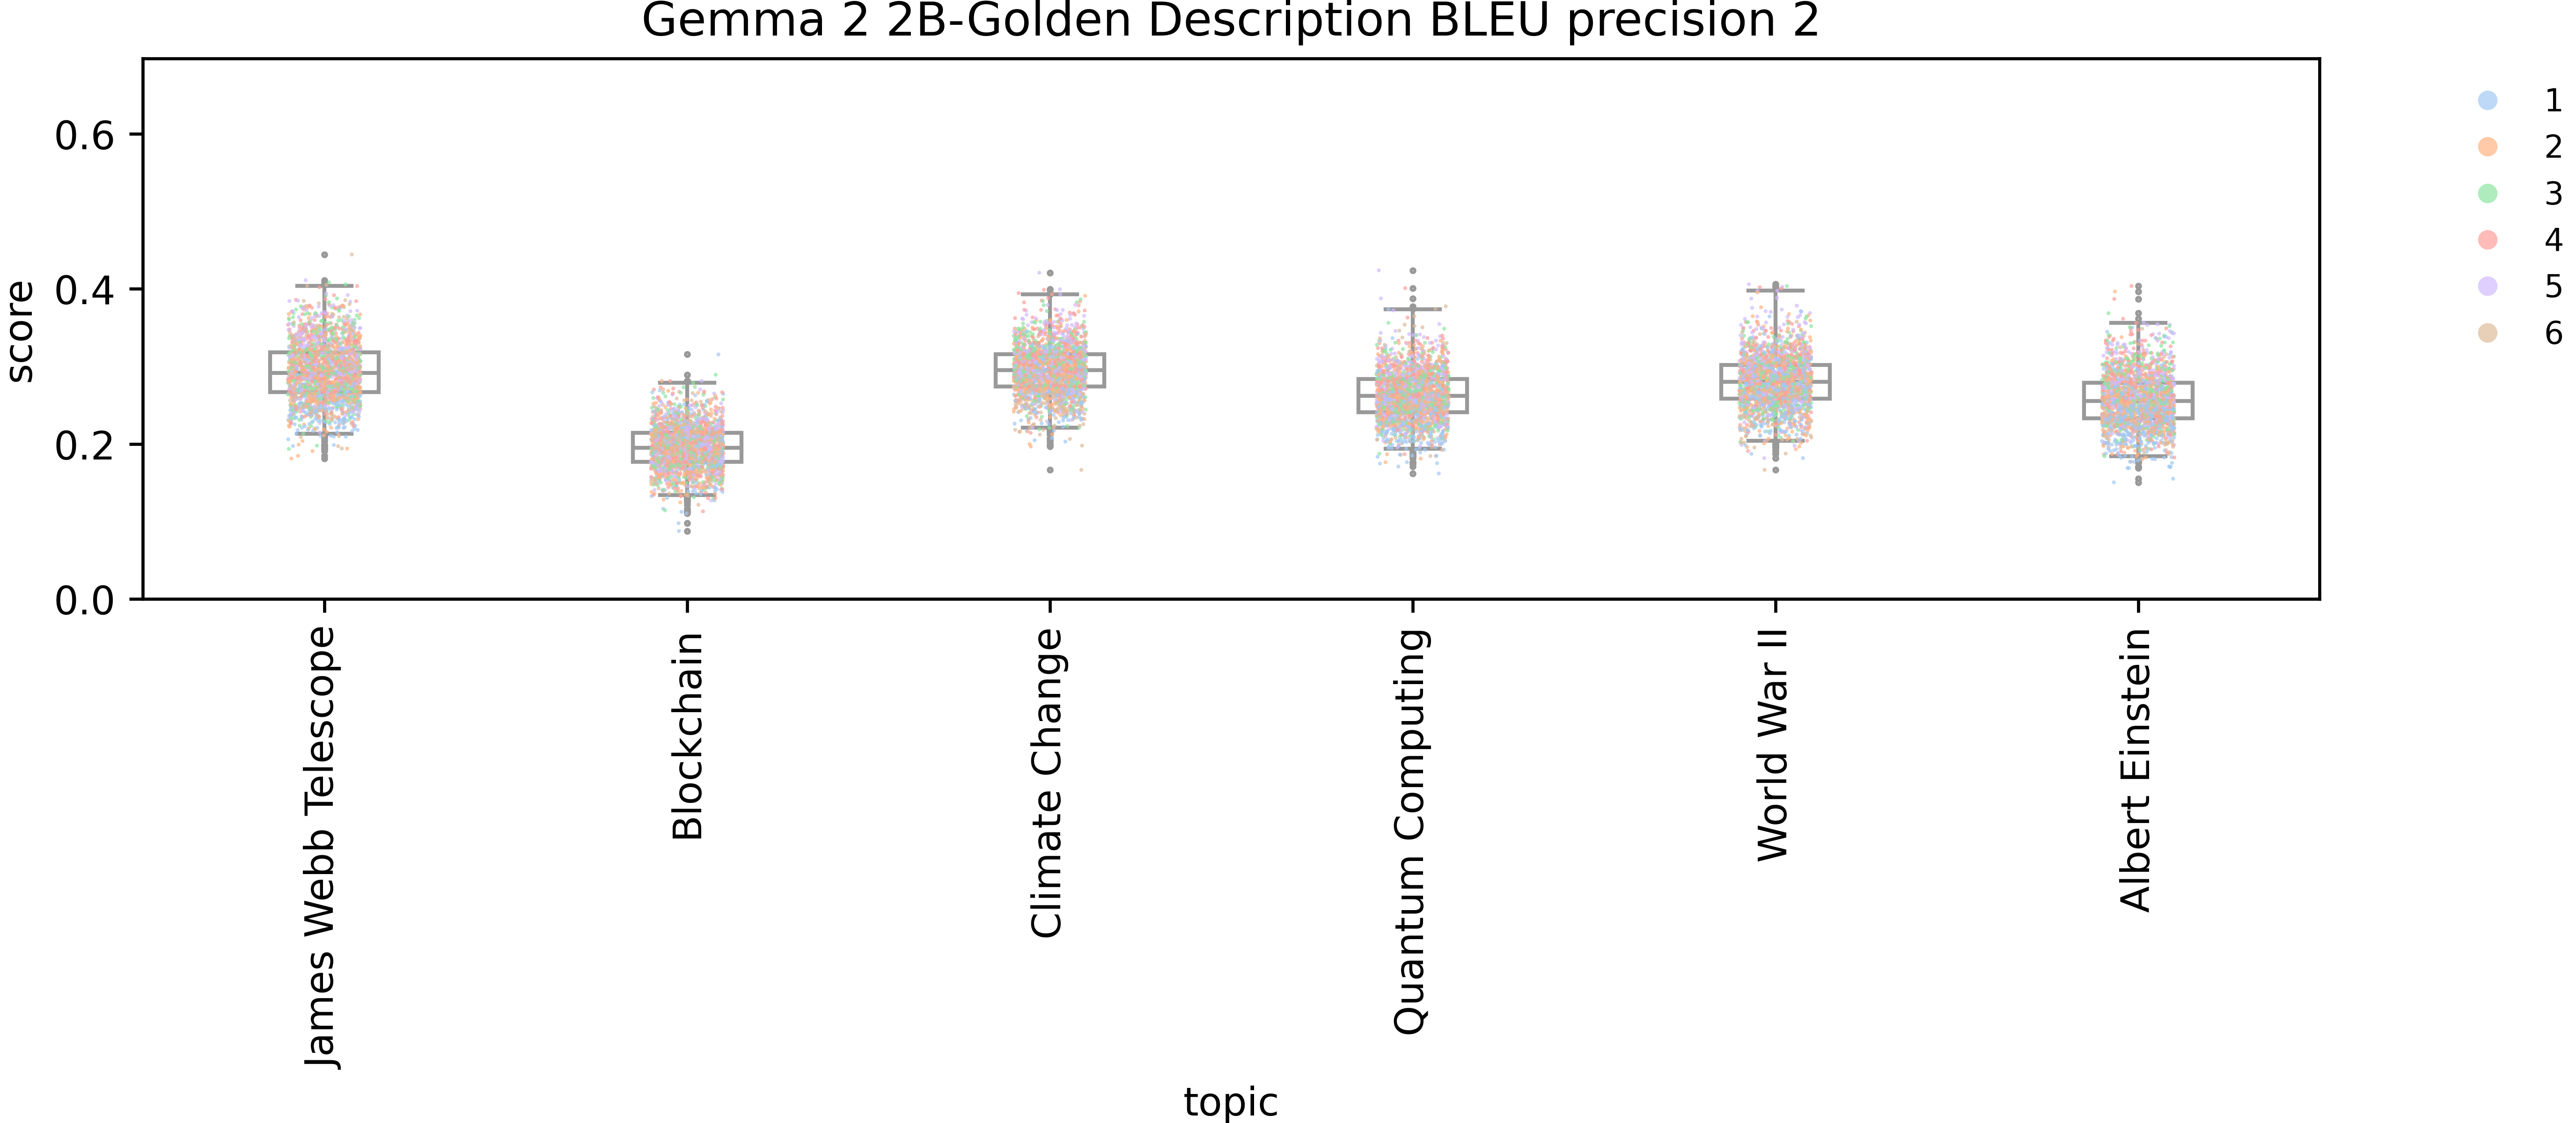 Gemma 2 2B-Golden Description BLEU precision 2
score
0.6
0.4
0.2
0.0
1
2
3
4
5
6
James Webb Telescope
Blockchain
Climate Change
Quantum Computing
World War II
Albert Einstein
topic